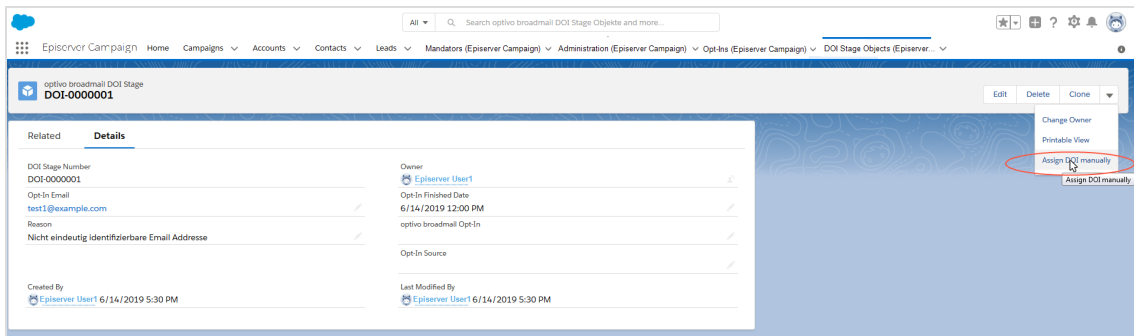 All
Search optivo broadmail DOI Stage Objekte and more...
Episerver Campaign Home Campaigns Accounts Contacts Leads Mandators (Episerver Campaign) Administration (Episerver Campaign) Opt-Ins (Episerver Campaign) DOI Stage Objects (Episerver...
optivo broadmail DOI Stage
DOI-0000001
Edit Delete Clone
Change Owner
Printable View
Assign DOI manually
Assign DOI manually
Related Details
DOI Stage Number
DOI-0000001
Owner
Episerver User1
Opt-In Email
test1@example.com
Opt-In Finished Date
6/14/2019 12:00 PM
Reason
Nicht eindeutig identifizierbare Email Addresse
optivo broadmail Opt-In
Opt-In Source
Created By
Episerver User1 6/14/2019 5:30 PM
Last Modified By
Episerver User1 6/14/2019 5:30 PM